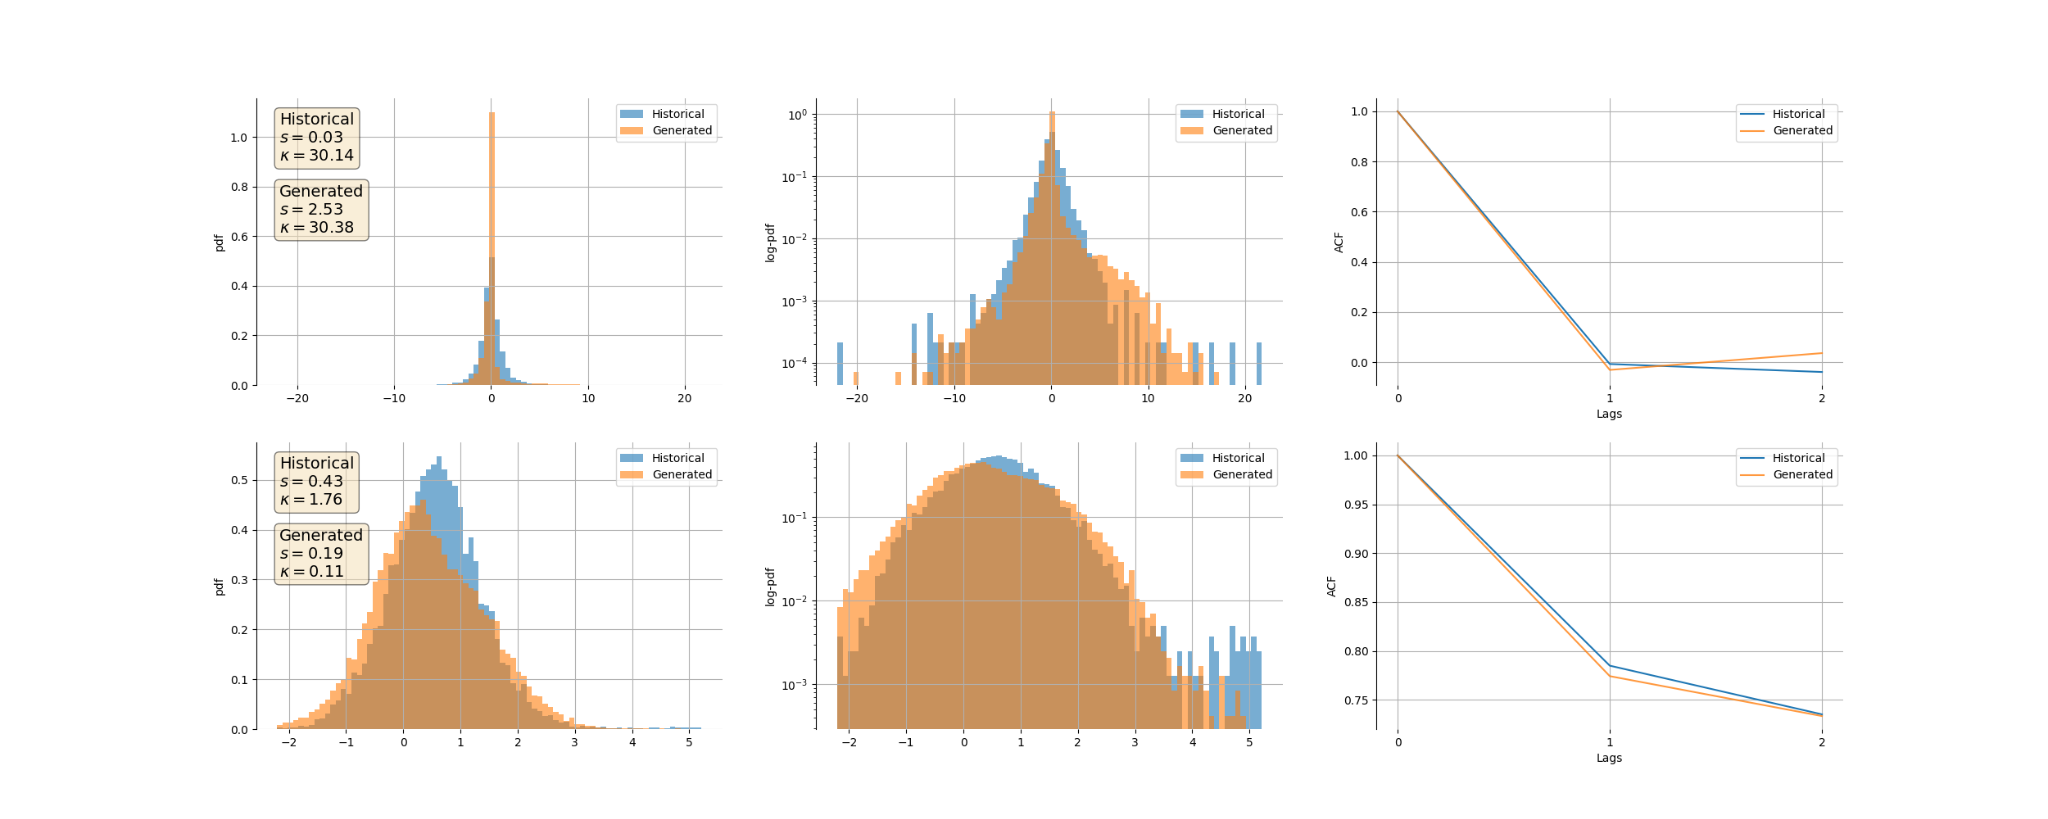 Historical
s = 0.03
κ = 30.14
Generated
s = 2.53
κ = 30.38
Historical
Generated
pdf
1.0
0.8
0.6
0.4
0.2
0.0
−20 −10 0 10 20
Historical
Generated
log-pdf
10⁰
10⁻¹
10⁻²
10⁻³
10⁻⁴
−20 −10 0 10 20
Historical
Generated
ACF
1.0
0.8
0.6
0.4
0.2
0.0
0 1 2
Lags
Historical
s = 0.43
κ = 1.76
Generated
s = 0.19
κ = 0.11
Historical
Generated
pdf
0.5
0.4
0.3
0.2
0.1
0.0
−2 −1 0 1 2 3 4 5
Historical
Generated
log-pdf
10⁻¹
10⁻²
10⁻³
−2 −1 0 1 2 3 4 5
Historical
Generated
ACF
1.00
0.95
0.90
0.85
0.80
0.75
0 1 2
Lags